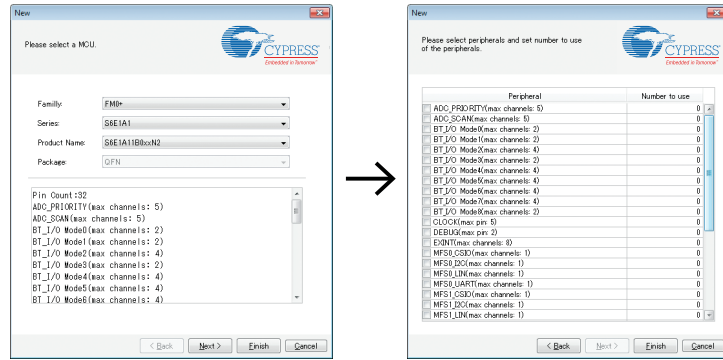 New
Please select a MCU.
CYPRESS
Embedded in Tomorrow
Familly: FM0+
Series: S6E1A1
Product Name: S6E1A11B0xxN2
Package: QFN
Pin Count:32
ADC_PRIORITY(max channels: 5)
ADC_SCAN(max channels: 5)
BT_I/O Mode0(max channels: 2)
BT_I/O Mode1(max channels: 2)
BT_I/O Mode2(max channels: 4)
BT_I/O Mode3(max channels: 2)
BT_I/O Mode4(max channels: 4)
BT_I/O Mode5(max channels: 4)
BT_I/O Mode6(max channels: 4)
< Back Next > Finish Cancel
New
Please select peripherals and set number to use
of the peripherals.
CYPRESS
Embedded in Tomorrow
Peripheral Number to use
ADC_PRIORITY(max channels: 5) 0
ADC_SCAN(max channels: 5) 0
BT_I/O Mode0(max channels: 2) 0
BT_I/O Mode1(max channels: 2) 0
BT_I/O Mode2(max channels: 4) 0
BT_I/O Mode3(max channels: 2) 0
BT_I/O Mode4(max channels: 4) 0
BT_I/O Mode5(max channels: 4) 0
BT_I/O Mode6(max channels: 4) 0
BT_I/O Mode7(max channels: 4) 0
BT_I/O Mode8(max channels: 2) 0
CLOCK(max pin: 5) 0
DEBUG(max pin: 2) 0
EXINT(max channels: 8) 0
MFS0_CSIO(max channels: 1) 0
MFS0_I2C(max channels: 1) 0
MFS0_LIN(max channels: 1) 0
MFS0_UART(max channels: 1) 0
MFS1_CSIO(max channels: 1) 0
MFS1_I2C(max channels: 1) 0
MFS1_LIN(max channels: 1) 0
< Back Next > Finish Cancel